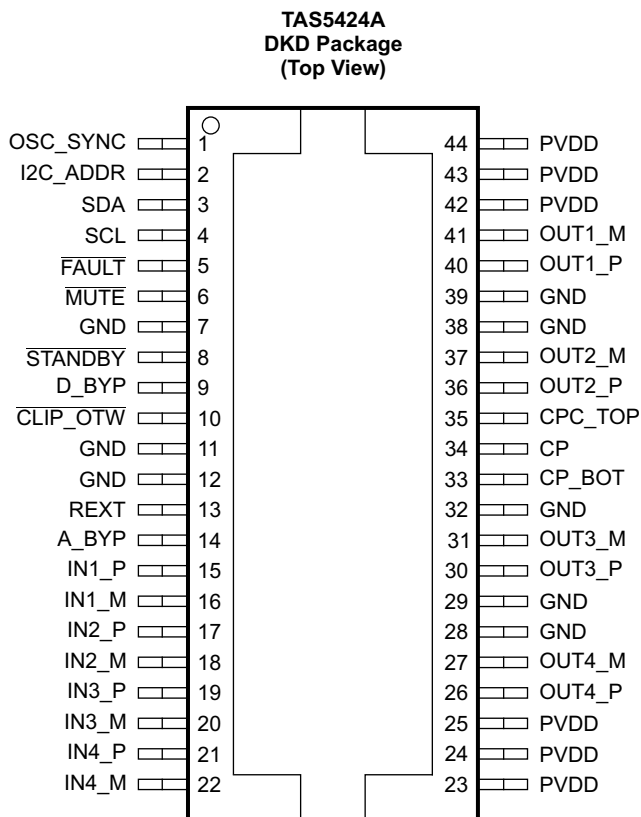 TAS5424A
DKD Package
(Top View)
OSC_SYNC 1 44 PVDD
I2C_ADDR 2 43 PVDD
SDA 3 42 PVDD
SCL 4 41 OUT1_M
FAULT 5 40 OUT1_P
MUTE 6 39 GND
GND 7 38 GND
STANDBY 8 37 OUT2_M
D_BYP 9 36 OUT2_P
CLIP_OTW 10 35 CPC_TOP
GND 11 34 CP
GND 12 33 CP_BOT
REXT 13 32 GND
A_BYP 14 31 OUT3_M
IN1_P 15 30 OUT3_P
IN1_M 16 29 GND
IN2_P 17 28 GND
IN2_M 18 27 OUT4_M
IN3_P 19 26 OUT4_P
IN3_M 20 25 PVDD
IN4_P 21 24 PVDD
IN4_M 22 23 PVDD